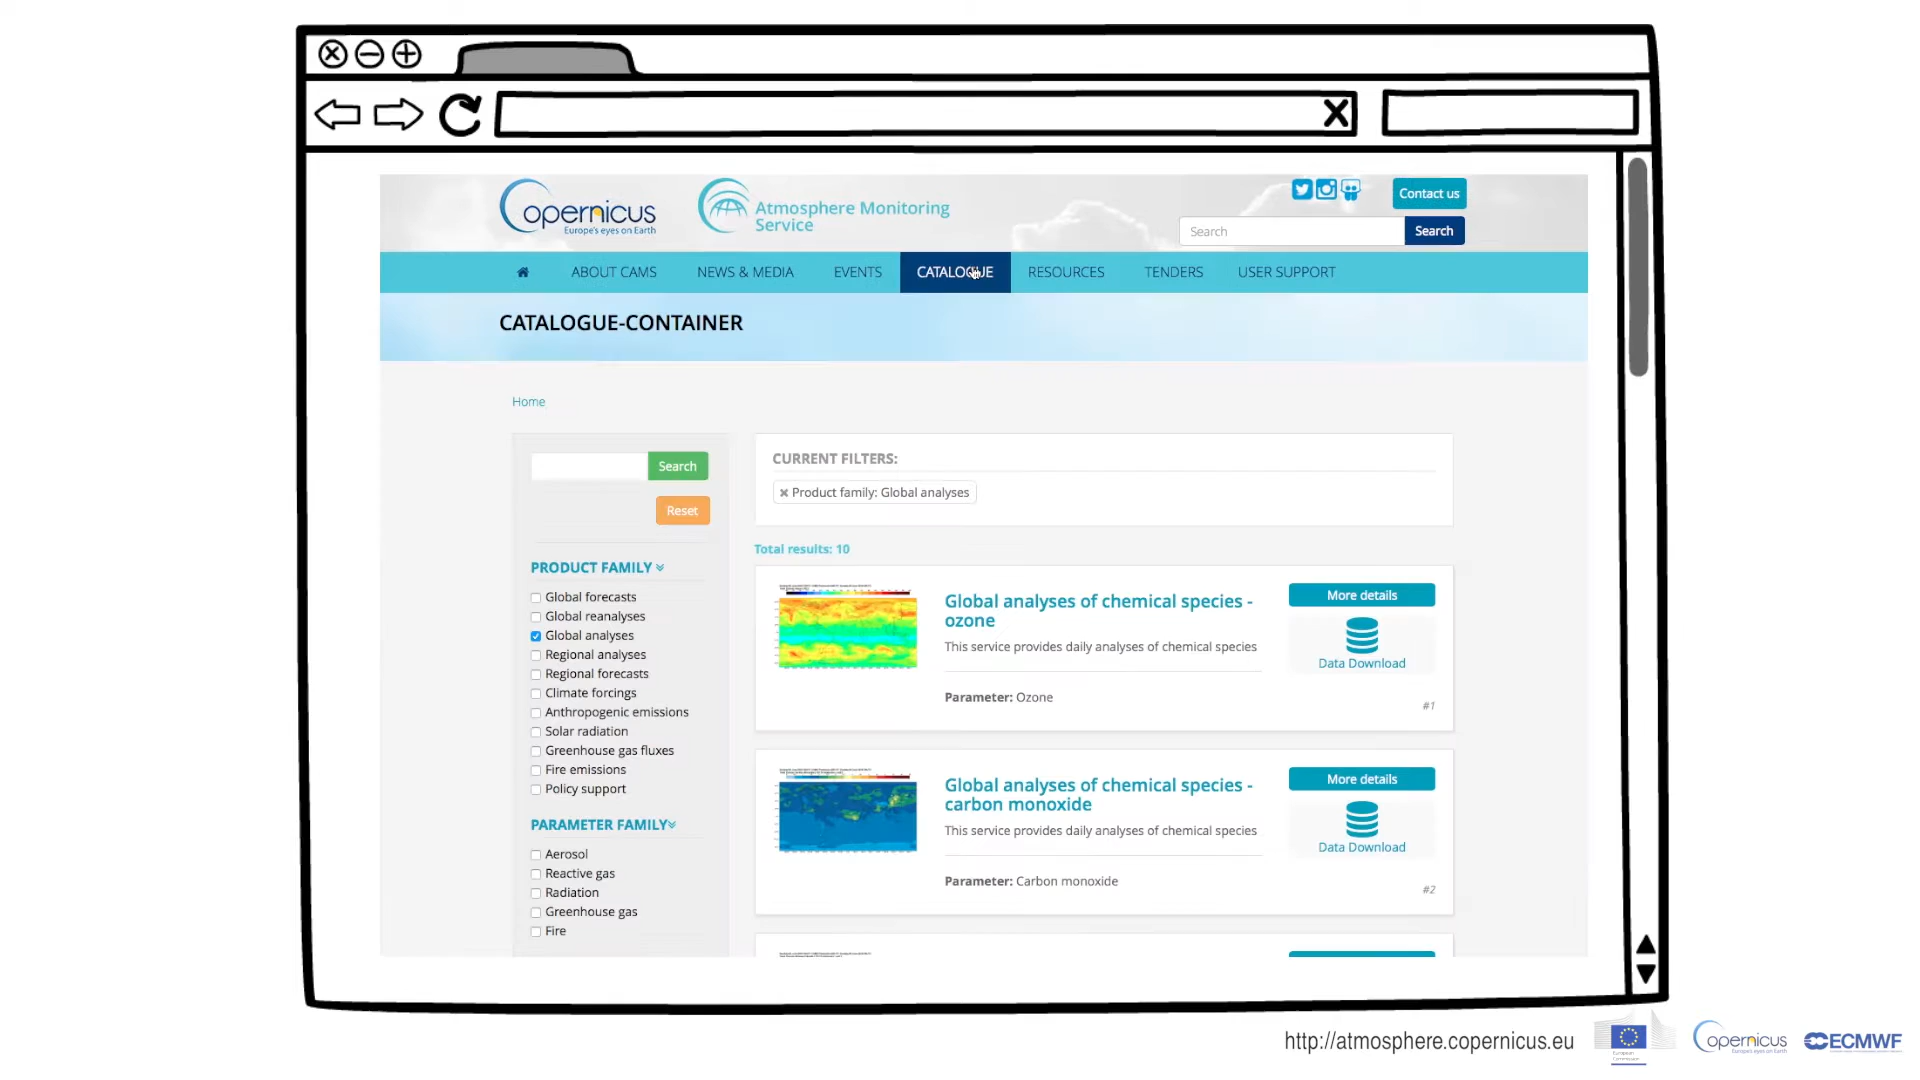 opernicus
Europe's eyes on Earth
Atmosphere Monitoring
Service
Contact us
Search
Search
ABOUT CAMS
NEWS & MEDIA
EVENTS
CATALOGUE
RESOURCES
TENDERS
USER SUPPORT
CATALOGUE-CONTAINER
Home
Search
Reset
PRODUCT FAMILY
Global forecasts
Global reanalyses
Global analyses
Regional analyses
Regional forecasts
Climate forcings
Anthropogenic emissions
Solar radiation
Greenhouse gas fluxes
Fire emissions
Policy support
PARAMETER FAMILY
Aerosol
Reactive gas
Radiation
Greenhouse gas
Fire
CURRENT FILTERS:
Product family: Global analyses
Total results: 10
Global analyses of chemical species -
ozone
This service provides daily analyses of chemical species
Parameter: Ozone
More details
Data Download
#1
Global analyses of chemical species -
carbon monoxide
This service provides daily analyses of chemical species
Parameter: Carbon monoxide
More details
Data Download
#2
http://atmosphere.copernicus.eu
European
Commission
opernicus
Europe's eyes on Earth
ECMWF